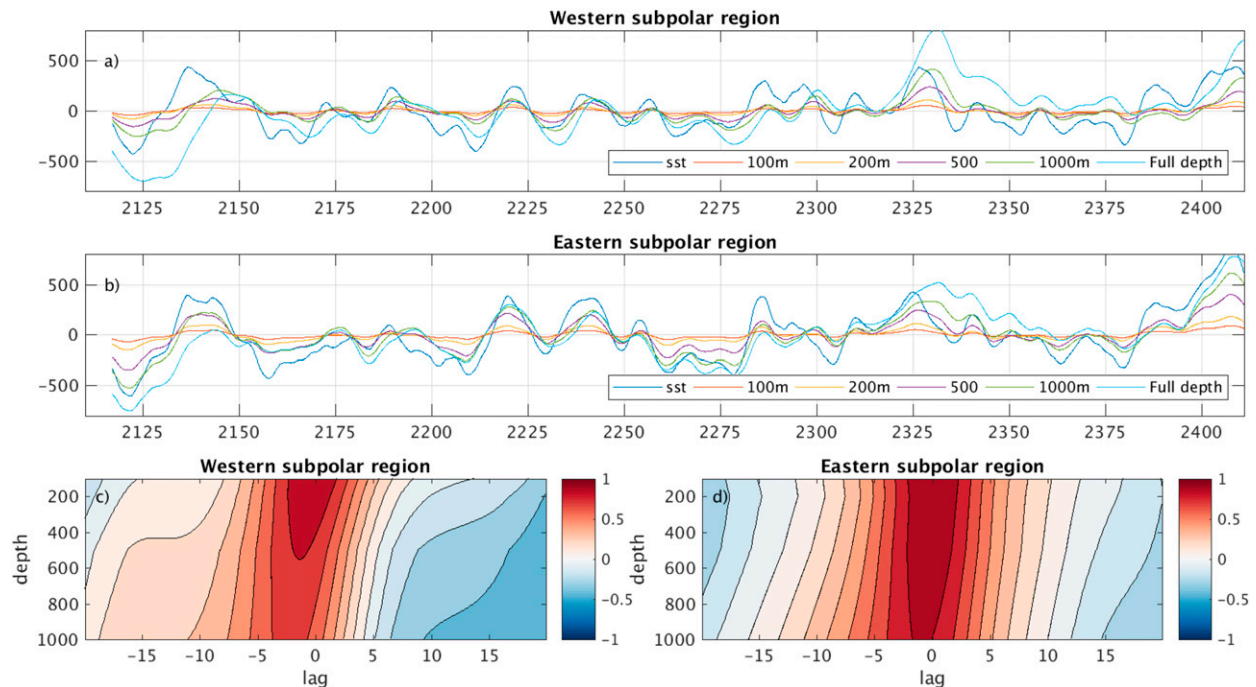 Western subpolar region
a)
500
0
−500
sst 100m 200m 500 1000m Full depth
2125 2150 2175 2200 2225 2250 2275 2300 2325 2350 2375 2400
Eastern subpolar region
b)
500
0
−500
sst 100m 200m 500 1000m Full depth
2125 2150 2175 2200 2225 2250 2275 2300 2325 2350 2375 2400
Western subpolar region
c)
depth
200
400
600
800
1000
−15 −10 −5 0 5 10 15
lag
1
0.5
0
−0.5
−1
Eastern subpolar region
d)
depth
200
400
600
800
1000
−15 −10 −5 0 5 10 15
lag
1
0.5
0
−0.5
−1